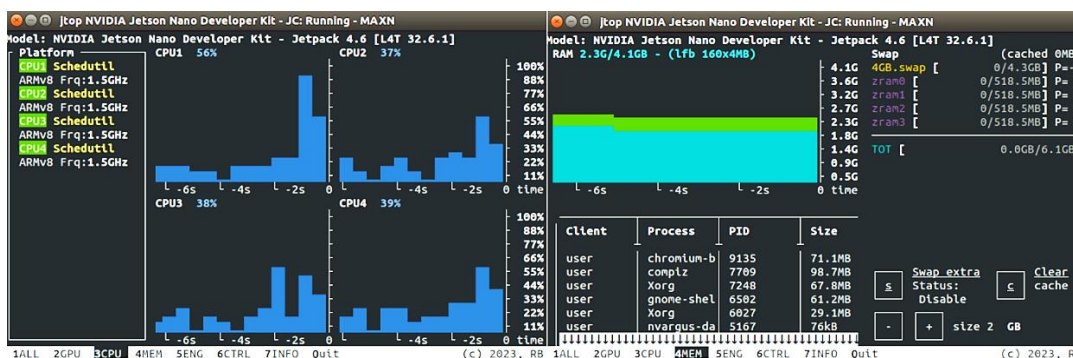 jtop NVIDIA Jetson Nano Developer Kit - JC: Running - MAXN
Model: NVIDIA Jetson Nano Developer Kit - Jetpack 4.6 [L4T 32.6.1]
Platform
CPU1 Schedutil
ARMv8 Frq:1.5GHz
CPU2 Schedutil
ARMv8 Frq:1.5GHz
CPU3 Schedutil
ARMv8 Frq:1.5GHz
CPU4 Schedutil
ARMv8 Frq:1.5GHz
CPU1 56%
CPU2 37%
100%
88%
77%
66%
55%
44%
33%
22%
11%
-6s -4s -2s 0 -6s -4s -2s 0 time
CPU3 38%
CPU4 39%
100%
88%
77%
66%
55%
44%
33%
22%
11%
-6s -4s -2s 0 -6s -4s -2s 0 time
1ALL 2GPU 3CPU 4MEM 5ENG 6CTRL 7INFO Quit (c) 2023, RB
jtop NVIDIA Jetson Nano Developer Kit - JC: Running - MAXN
Model: NVIDIA Jetson Nano Developer Kit - Jetpack 4.6 [L4T 32.6.1]
RAM 2.3G/4.1GB - (lfb 160x4MB)
4.1G
3.6G
3.2G
2.7G
2.3G
1.8G
1.4G
0.9G
0.5G
-6s -4s -2s 0 time
Swap (cached 0MB
4GB.swap [ 0/4.3GB] P=-
zram0 [ 0/518.5MB] P=
zram1 [ 0/518.5MB] P=
zram2 [ 0/518.5MB] P=
zram3 [ 0/518.5MB] P=
TOT [ 0.0GB/6.1GB
Client Process PID Size
user chromium-b 9135 71.1MB
user compiz 7709 98.7MB
user Xorg 7248 67.8MB
user gnome-shel 6502 61.2MB
user Xorg 6027 29.1MB
user nvargus-da 5167 76kB
s Swap extra
Status:
Disable
c Clear
cache
- + size 2 GB
1ALL 2GPU 3CPU 4MEM 5ENG 6CTRL 7INFO Quit (c) 2023, R